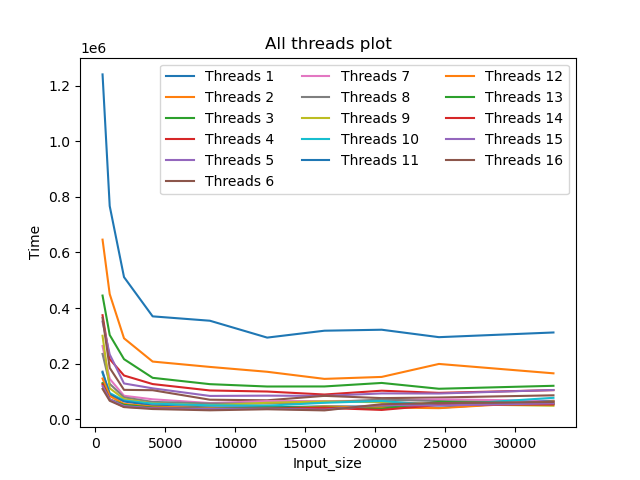 All threads plot
1e6
Threads 1
Threads 2
Threads 3
Threads 4
Threads 5
Threads 6
Threads 7
Threads 8
Threads 9
Threads 10
Threads 11
Threads 12
Threads 13
Threads 14
Threads 15
Threads 16
1.2
1.0
0.8
0.6
0.4
0.2
0.0
Time
0 5000 10000 15000 20000 25000 30000
Input_size